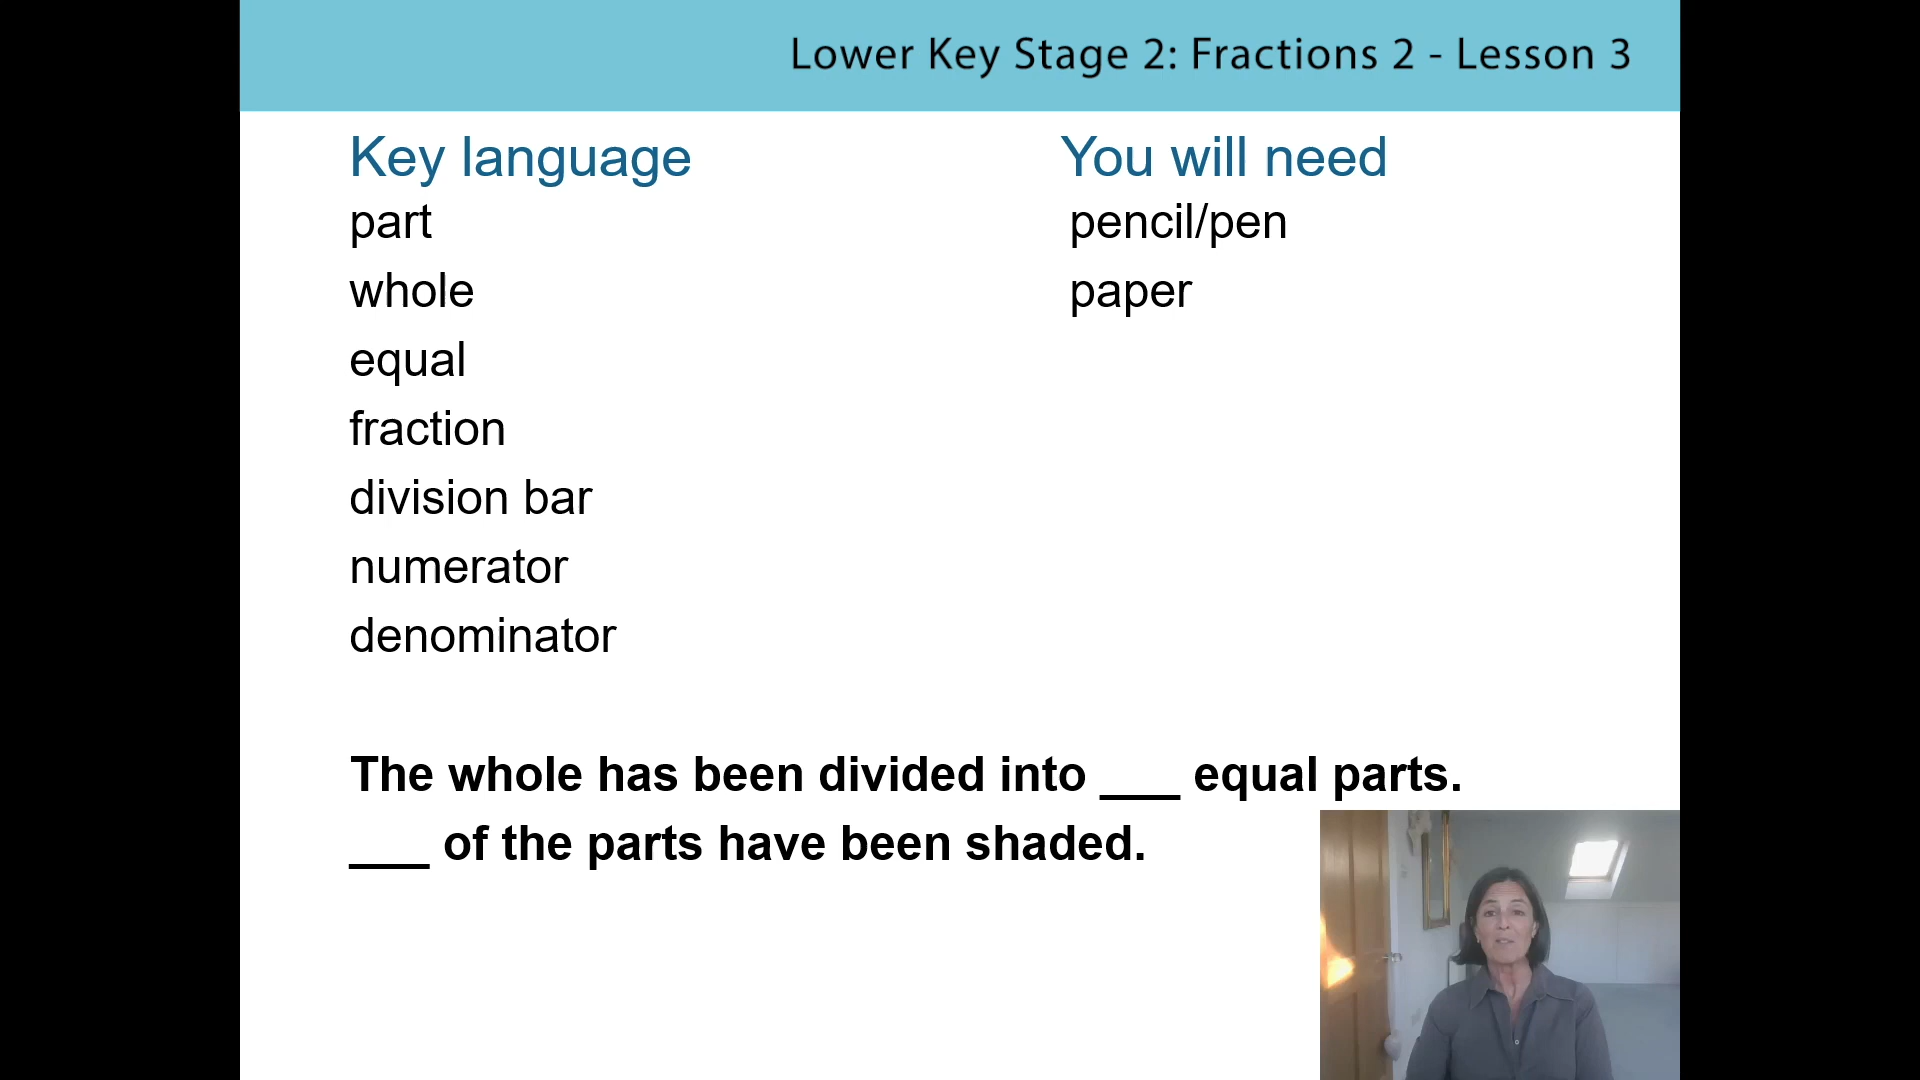 Lower Key Stage 2: Fractions 2 - Lesson 3
Key language
part
whole
equal
fraction
division bar
numerator
denominator
You will need
pencil/pen
paper
The whole has been divided into ___ equal parts.
___ of the parts have been shaded.